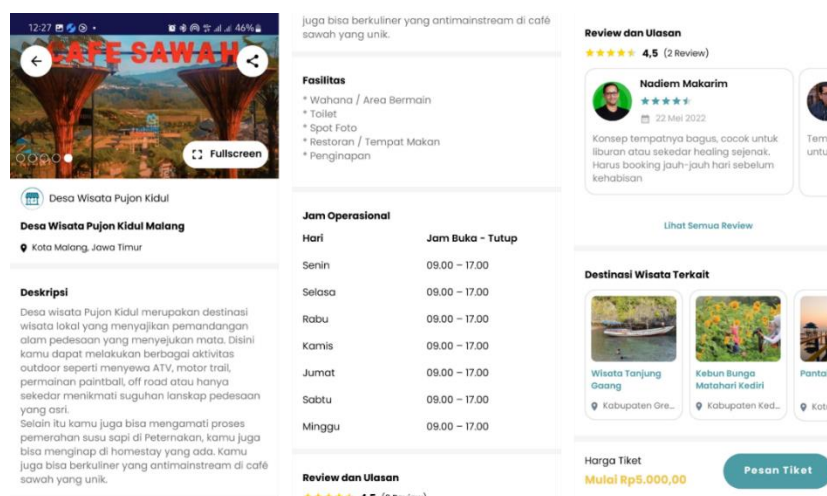 12:27
46%
CAFE SAWAH
Fullscreen
Desa Wisata Pujon Kidul
Desa Wisata Pujon Kidul Malang
Kota Malang, Jawa Timur
Deskripsi
Desa wisata Pujon Kidul merupakan destinasi
wisata lokal yang menyajikan pemandangan
alam pedesaan yang menyejukan mata. Disini
kamu dapat melakukan berbagai aktivitas
outdoor seperti menyewa ATV, motor trail,
permainan paintball, off road atau hanya
sekedar menikmati suguhan lanskap pedesaan
yang asri.
Selain itu kamu juga bisa mengamati proses
pemerahan susu sapi di Peternakan, kamu juga
bisa menginap di homestay yang ada. Kamu
juga bisa berkuliner yang antimainstream di café
sawah yang unik.
juga bisa berkuliner yang antimainstream di café
sawah yang unik.
Fasilitas
* Wahana / Area Bermain
* Toilet
* Spot Foto
* Restoran / Tempat Makan
* Penginapan
Jam Operasional
Hari Jam Buka - Tutup
Senin 09.00 – 17.00
Selasa 09.00 – 17.00
Rabu 09.00 – 17.00
Kamis 09.00 – 17.00
Jumat 09.00 – 17.00
Sabtu 09.00 – 17.00
Minggu 09.00 – 17.00
Review dan Ulasan
Review dan Ulasan
4,5 (2 Review)
Nadiem Makarim
22 Mei 2022
Konsep tempatnya bagus, cocok untuk
liburan atau sekedar healing sejenak.
Harus booking jauh-jauh hari sebelum
kehabisan
Tem
untu
Lihat Semua Review
Destinasi Wisata Terkait
Wisata Tanjung
Gaang
Kabupaten Gre...
Kebun Bunga
Matahari Kediri
Kabupaten Ked...
Panta
Kot
Harga Tiket
Mulai Rp5.000,00
Pesan Tiket